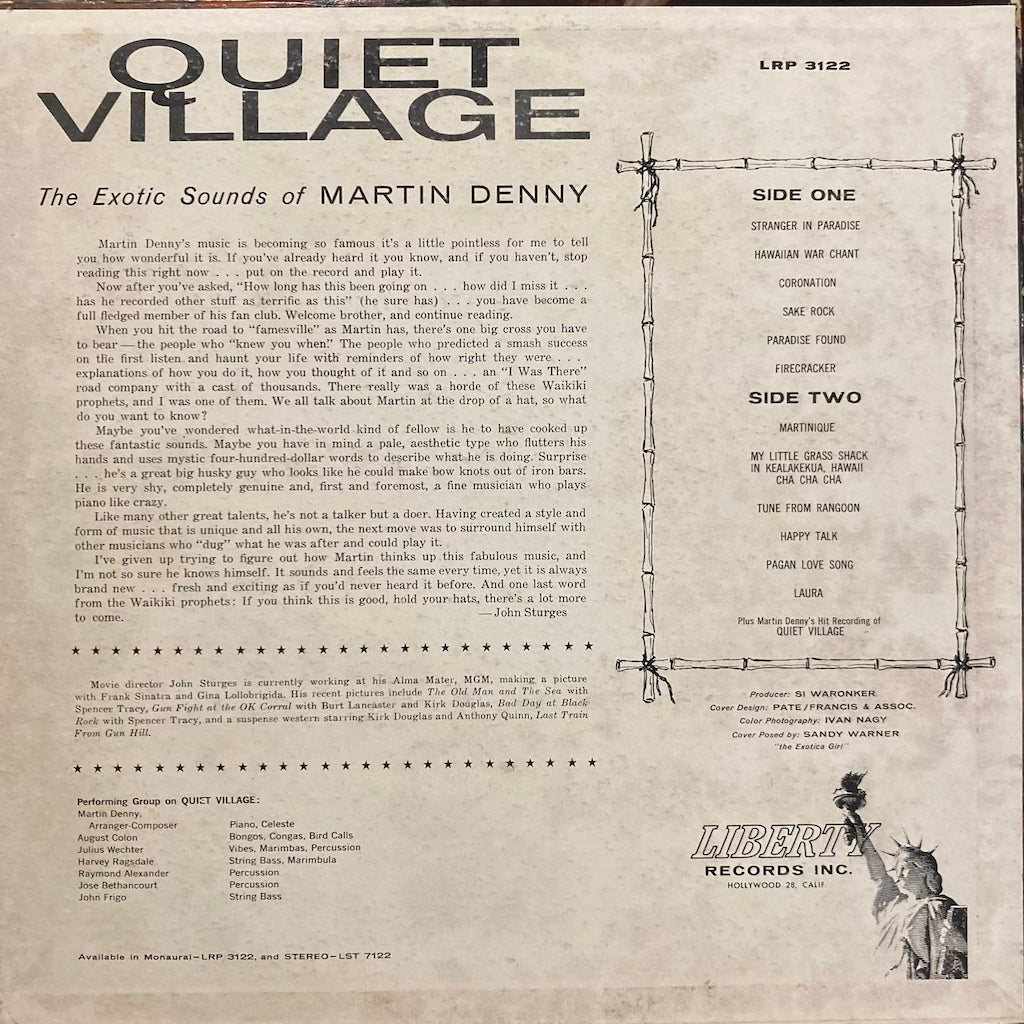 QUIET
VILLAGE
The Exotic Sounds of MARTIN DENNY
Martin Denny's music is becoming so famous it's a little pointless for me to tell
you how wonderful it is. If you've already heard it you know, and if you haven't, stop
reading this right now . . . put on the record and play it.
Now after you've asked, "How long has this been going on . . . how did I miss it . . .
has he recorded other stuff as terrific as this" (he sure has) . . . you have become a
full fledged member of his fan club. Welcome brother, and continue reading.
When you hit the road to "famesville" as Martin has, there's one big cross you have
to bear — the people who "knew you when!" The people who predicted a smash success
on the first listen and haunt your life with reminders of how right they were . . .
explanations of how you do it, how you thought of it and so on . . . an "I Was There"
road company with a cast of thousands. There really was a horde of these Waikiki
prophets, and I was one of them. We all talk about Martin at the drop of a hat, so what
do you want to know?
Maybe you've wondered what-in-the-world kind of fellow is he to have cooked up
these fantastic sounds. Maybe you have in mind a pale, aesthetic type who flutters his
hands and uses mystic four-hundred-dollar words to describe what he is doing. Surprise
. . . he's a great big husky guy who looks like he could make bow knots out of iron bars.
He is very shy, completely genuine and, first and foremost, a fine musician who plays
piano like crazy.
Like many other great talents, he's not a talker but a doer. Having created a style and
form of music that is unique and all his own, the next move was to surround himself with
other musicians who "dug" what he was after and could play it.
I've given up trying to figure out how Martin thinks up this fabulous music, and
I'm not so sure he knows himself. It sounds and feels the same every time, yet it is always
brand new . . . fresh and exciting as if you'd never heard it before. And one last word
from the Waikiki prophets: If you think this is good, hold your hats, there's a lot more
to come. —John Sturges
Movie director John Sturges is currently working at his Alma Mater, MGM, making a picture
with Frank Sinatra and Gina Lollobrigida. His recent pictures include The Old Man and The Sea with
Spencer Tracy, Gun Fight at the OK Corral with Burt Lancaster and Kirk Douglas, Bad Day at Black
Rock with Spencer Tracy, and a suspense western starring Kirk Douglas and Anthony Quinn, Last Train
From Gun Hill.
Performing Group on QUIET VILLAGE:
Martin Denny,
Arranger-Composer Piano, Celeste
August Colon Bongos, Congas, Bird Calls
Julius Wechter Vibes, Marimbas, Percussion
Harvey Ragsdale String Bass, Marimbula
Raymond Alexander Percussion
Jose Bethancourt Percussion
John Frigo String Bass
Available in Monaural—LRP 3122, and STEREO—LST 7122
LRP 3122
SIDE ONE
STRANGER IN PARADISE
HAWAIIAN WAR CHANT
CORONATION
SAKE ROCK
PARADISE FOUND
FIRECRACKER
SIDE TWO
MARTINIQUE
MY LITTLE GRASS SHACK
IN KEALAKEKUA, HAWAII
CHA CHA CHA
TUNE FROM RANGOON
HAPPY TALK
PAGAN LOVE SONG
LAURA
Plus Martin Denny's Hit Recording of
QUIET VILLAGE
Producer: SI WARONKER
Cover Design: PATE/FRANCIS & ASSOC.
Color Photography: IVAN NAGY
Cover Posed by: SANDY WARNER
"the Exotica Girl"
LIBERTY
RECORDS INC.
HOLLYWOOD 28, CALIF.